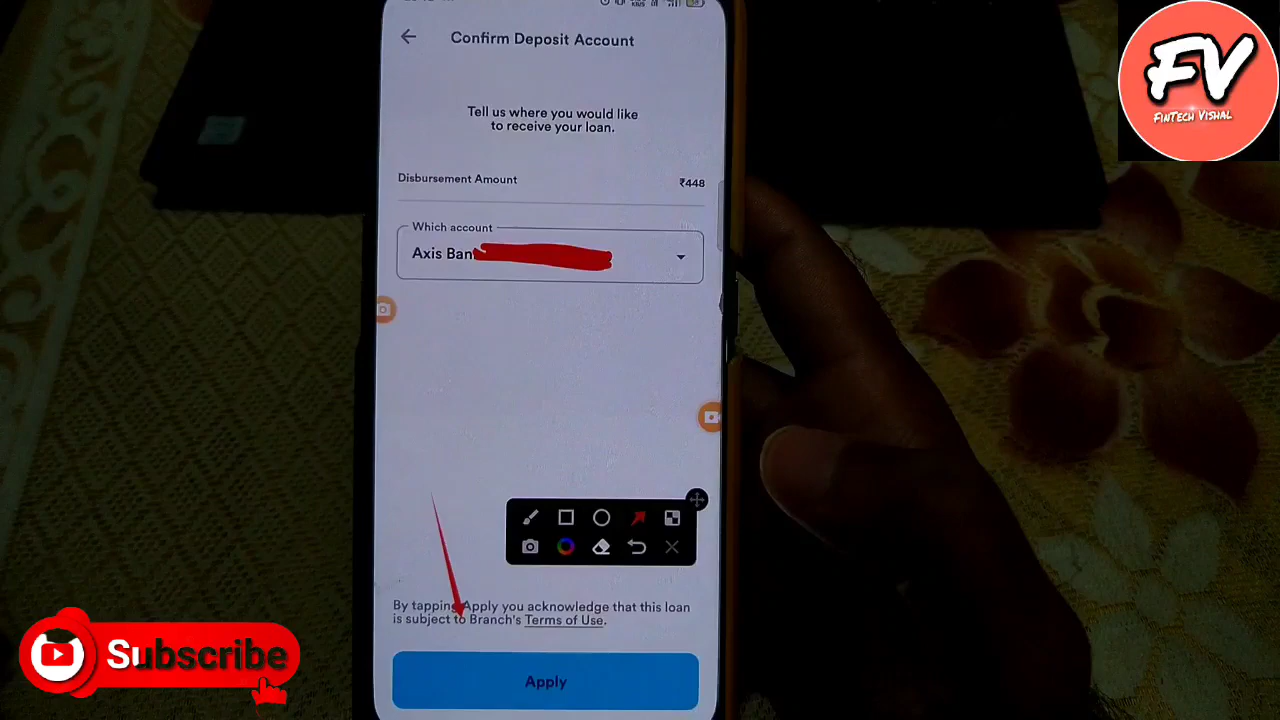 Confirm Deposit Account
Tell us where you would like
to receive your loan.
Disbursement Amount
₹448
Which account
Axis Ban
By tapping Apply you acknowledge that this loan
is subject to Branch's Terms of Use.
Apply
FV
FINTECH VISHAL
Subscribe